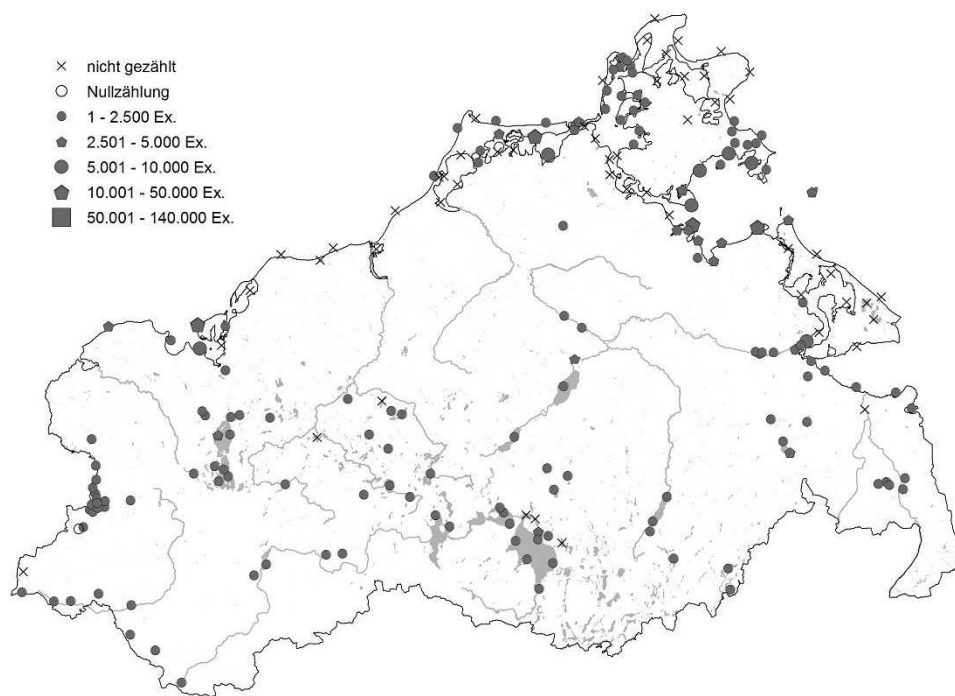 nicht gezählt
Nullzählung
1 - 2.500 Ex.
2.501 - 5.000 Ex.
5.001 - 10.000 Ex.
10.001 - 50.000 Ex.
50.001 - 140.000 Ex.